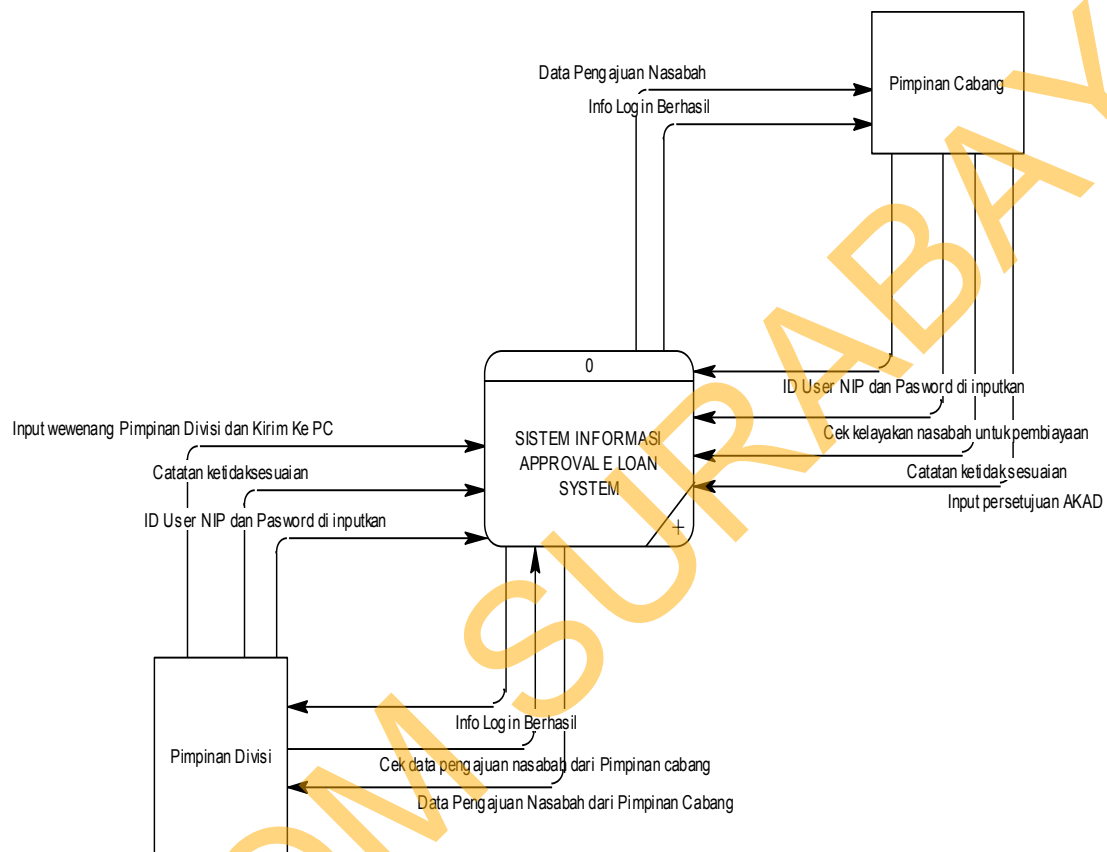 Data Pengajuan Nasabah
Info Login Berhasil
Pimpinan Cabang
0
SISTEM INFORMASI
APPROVAL E LOAN
SYSTEM
+
ID User NIP dan Pasword di inputkan
Cek kelayakan nasabah untuk pembiayaan
Catatan ketidaksesuaian
Input persetujuan AKAD
Input wewenang Pimpinan Divisi dan Kirim Ke PC
Catatan ketidaksesuaian
ID User NIP dan Pasword di inputkan
Pimpinan Divisi
Info Login Berhasil
Cek data pengajuan nasabah dari Pimpinan cabang
Data Pengajuan Nasabah dari Pimpinan Cabang
OM SURABAY